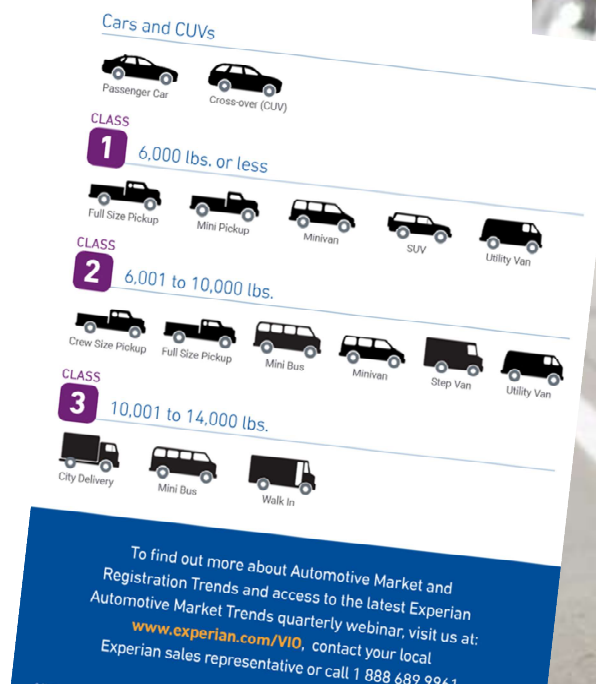 Cars and CUVs
Passenger Car
Cross-over (CUV)
CLASS
1 6,000 lbs. or less
Full Size Pickup
Mini Pickup
Minivan
SUV
Utility Van
CLASS
2 6,001 to 10,000 lbs.
Crew Size Pickup
Full Size Pickup
Mini Bus
Minivan
Step Van
Utility Van
CLASS
3 10,001 to 14,000 lbs.
City Delivery
Mini Bus
Walk In
To find out more about Automotive Market and
Registration Trends and access to the latest Experian
Automotive Market Trends quarterly webinar, visit us at:
www.experian.com/VIO, contact your local
Experian sales representative or call 1 888 689